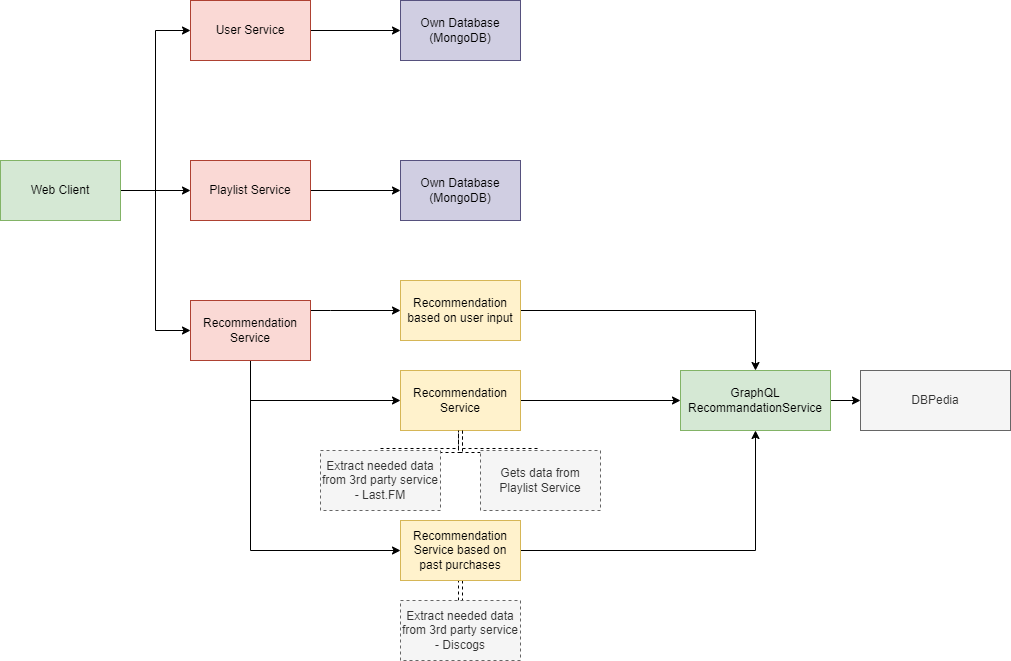 User Service
Own Database
(MongoDB)
Web Client
Playlist Service
Own Database
(MongoDB)
Recommendation
Service
Recommendation
based on user input
Recommendation
Service
GraphQL
RecommandationService
DBPedia
Extract needed data
from 3rd party service
- Last.FM
Gets data from
Playlist Service
Recommendation
Service based on
past purchases
Extract needed data
from 3rd party service
- Discogs